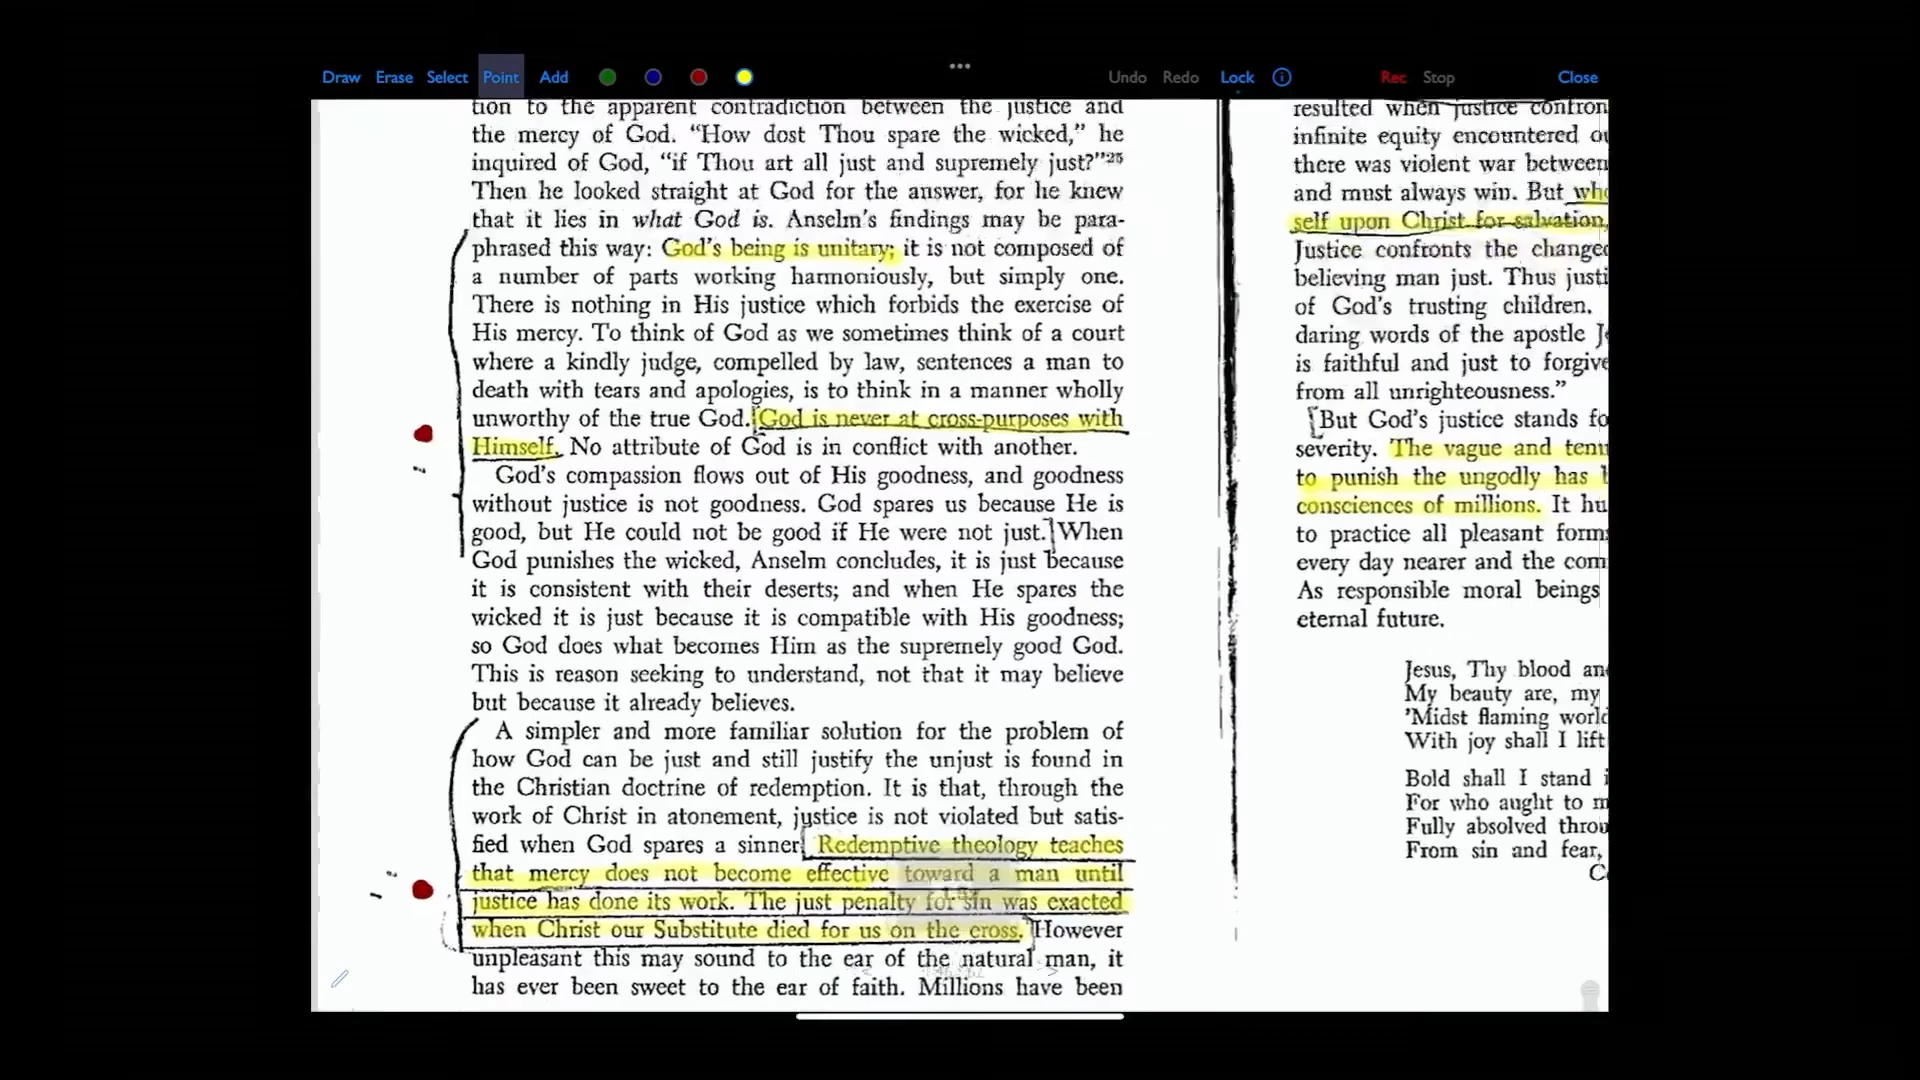 Draw Erase Select Point Add Undo Redo Lock Rec Stop Close
tion to the apparent contradiction between the justice and
the mercy of God. “How dost Thou spare the wicked,” he
inquired of God, “if Thou art all just and supremely just?”²⁵
Then he looked straight at God for the answer, for he knew
that it lies in what God is. Anselm’s findings may be para-
phrased this way: God’s being is unitary; it is not composed of
a number of parts working harmoniously, but simply one.
There is nothing in His justice which forbids the exercise of
His mercy. To think of God as we sometimes think of a court
where a kindly judge, compelled by law, sentences a man to
death with tears and apologies, is to think in a manner wholly
unworthy of the true God. God is never at cross-purposes with
Himself. No attribute of God is in conflict with another.
God’s compassion flows out of His goodness, and goodness
without justice is not goodness. God spares us because He is
good, but He could not be good if He were not just. When
God punishes the wicked, Anselm concludes, it is just because
it is consistent with their deserts; and when He spares the
wicked it is just because it is compatible with His goodness;
so God does what becomes Him as the supremely good God.
This is reason seeking to understand, not that it may believe
but because it already believes.
A simpler and more familiar solution for the problem of
how God can be just and still justify the unjust is found in
the Christian doctrine of redemption. It is that, through the
work of Christ in atonement, justice is not violated but satis-
fied when God spares a sinner. Redemptive theology teaches
that mercy does not become effective toward a man until
justice has done its work. The just penalty for sin was exacted
when Christ our Substitute died for us on the cross. However
unpleasant this may sound to the ear of the natural man, it
has ever been sweet to the ear of faith. Millions have been
resulted when justice confron
infinite equity encountered
there was violent war between
and must always win. But
self upon Christ for salvation,
Justice confronts the changed
believing man just. Thus justi
of God’s trusting children.
daring words of the apostle
is faithful and just to forgive
from all unrighteousness.”
But God’s justice stands fo
severity. The vague and tenu
to punish the ungodly has
consciences of millions. It hu
to practice all pleasant form
every day nearer and the com
As responsible moral beings
eternal future.
Jesus, Thy blood an
My beauty are, my
’Midst flaming world
With joy shall I lift
Bold shall I stand i
For who aught to m
Fully absolved throu
From sin and fear,